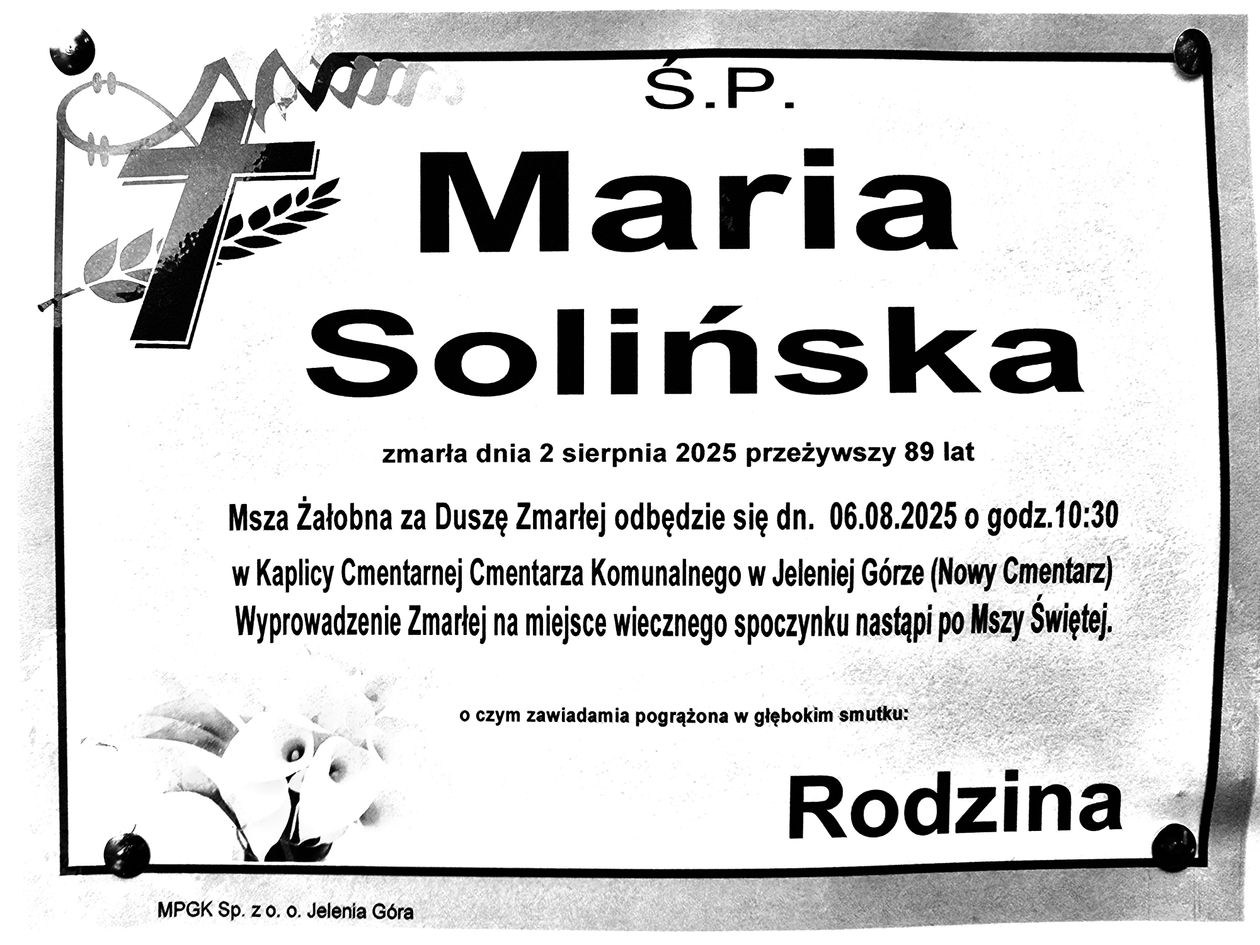 Ś.P.
Maria
Solińska
zmarła dnia 2 sierpnia 2025 przeżywszy 89 lat
Msza Żałobna za Duszę Zmarłej odbędzie się dn. 06.08.2025 o godz.10:30
w Kaplicy Cmentarnej Cmentarza Komunalnego w Jeleniej Górze (Nowy Cmentarz)
Wyprowadzenie Zmarłej na miejsce wiecznego spoczynku nastąpi po Mszy Świętej.
o czym zawiadamia pogrążona w głębokim smutku:
Rodzina
MPGK Sp. z o. o. Jelenia Góra